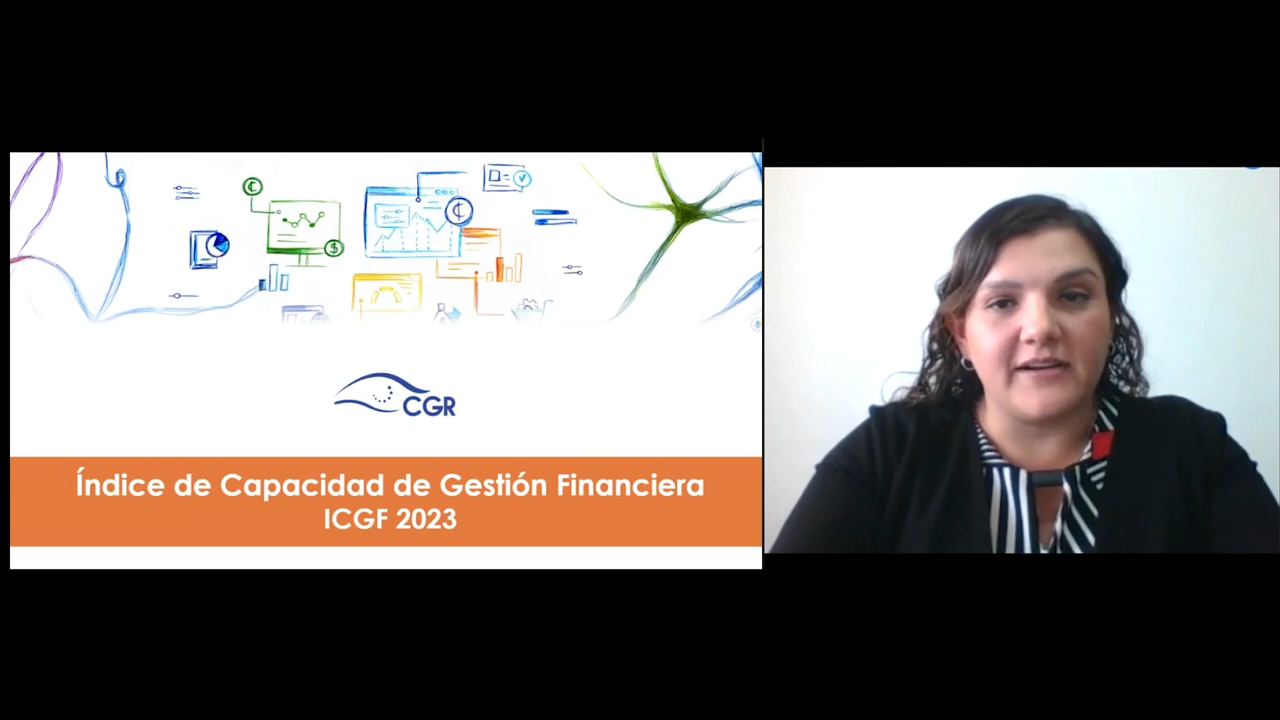 CGR
Índice de Capacidad de Gestión Financiera
ICGF 2023